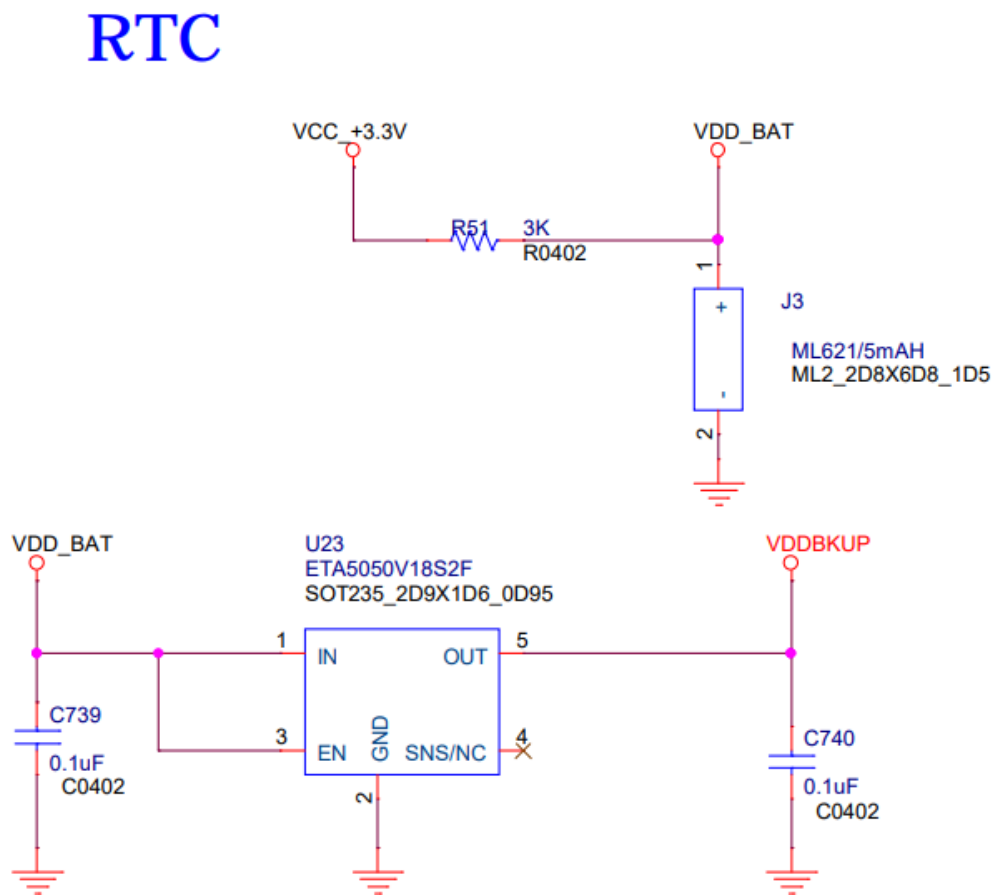 RTC
VCC_+3.3V
VDD_BAT
R51
3K
R0402
1
+
J3
ML621/5mAH
ML2_2D8X6D8_1D5
-
2
VDD_BAT
U23
ETA5050V18S2F
SOT235_2D9X1D6_0D95
VDDBKUP
1
IN
OUT
5
C739
0.1uF
C0402
3
EN
GND
SNS/NC
4
2
C740
0.1uF
C0402